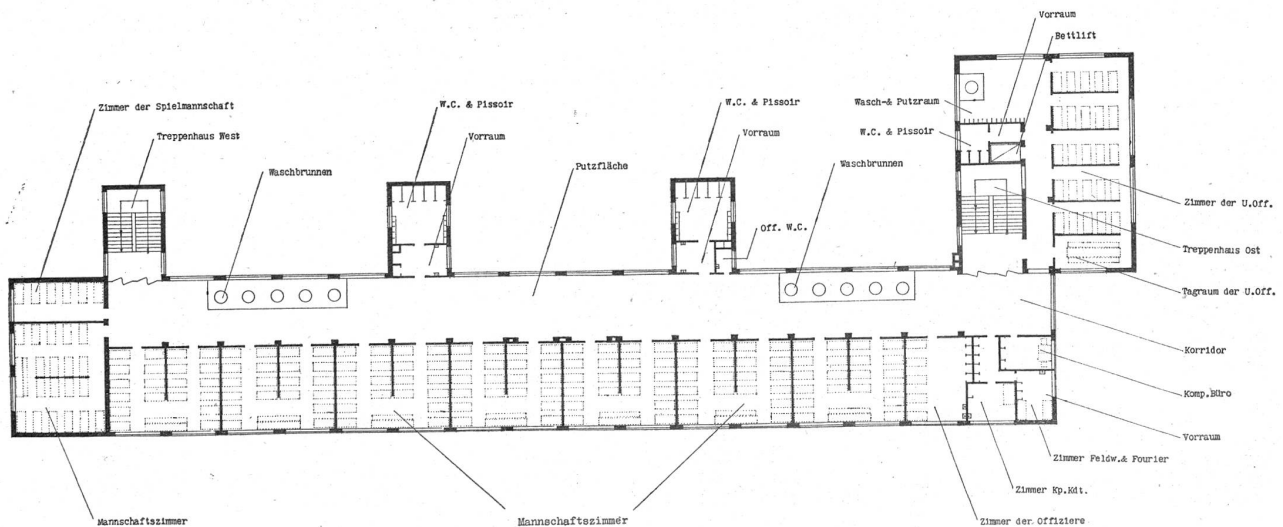 Vorraum
Bettlift
Zimmer der Spielmannschaft
W.C. & Pissoir
W.C. & Pissoir
Wasch-& Putzraum
Treppenhaus West
Vorraum
Vorraum
W.C. & Pissoir
Waschbrunnen
Putzfläche
Waschbrunnen
Zimmer der U.Off.
Off. W.C.
Treppenhaus Ost
Tagraum der U.Off.
Korridor
Komp.Büro
Vorraum
Zimmer Feldw.& Fourier
Zimmer Kp.Kdt.
Mannschaftszimmer
Mannschaftszimmer
Zimmer der Offiziere